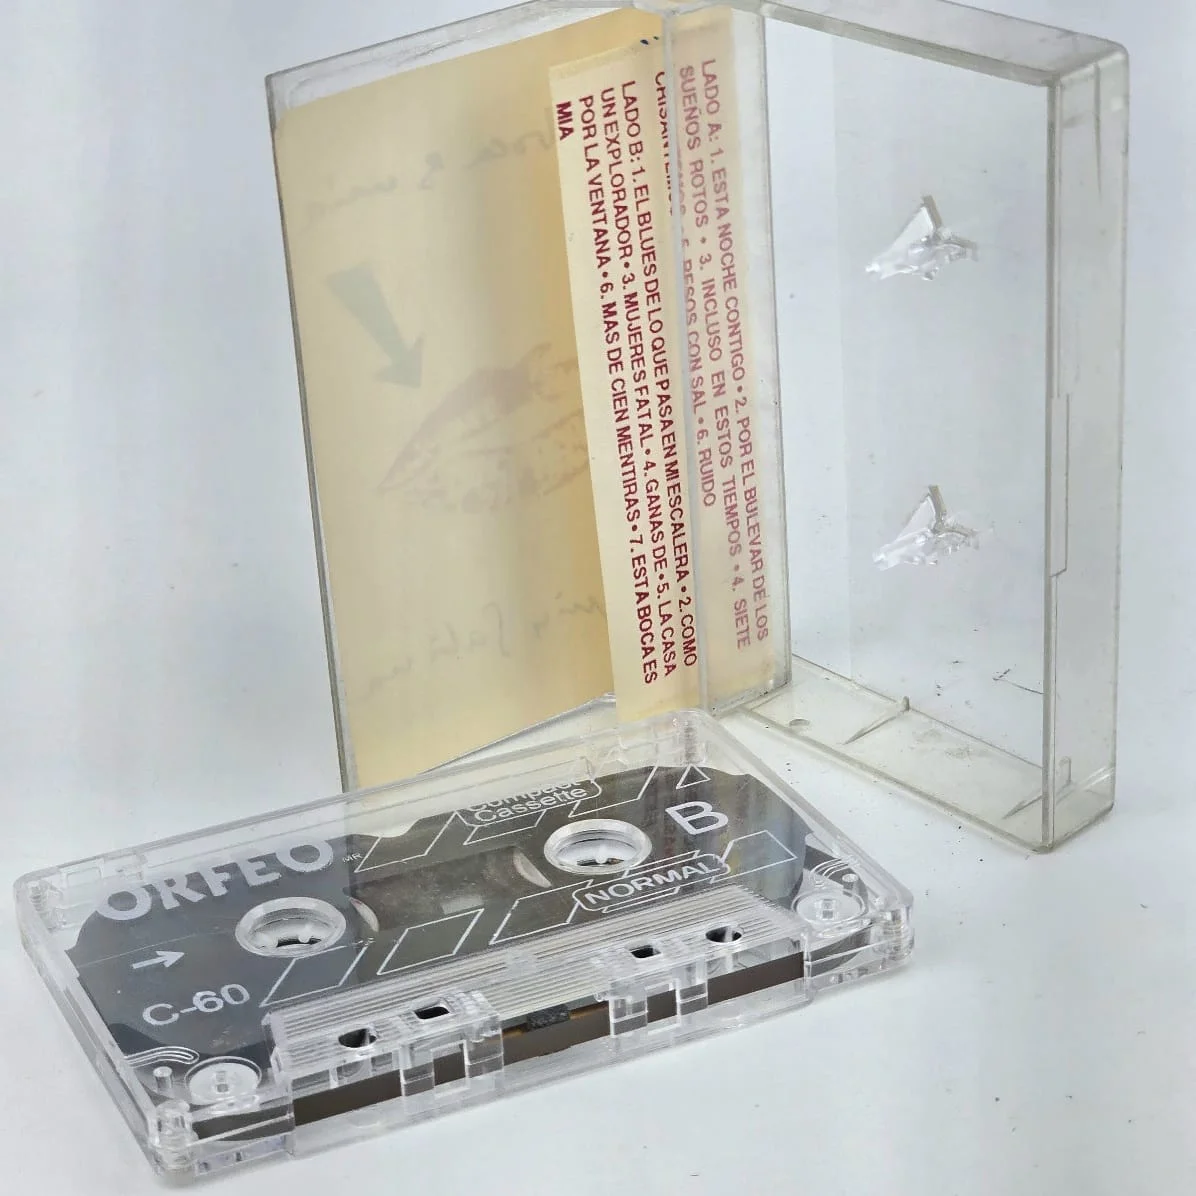 LADO A: 1. ESTA NOCHE CONTIGO • 2. POR EL BULEVAR DE LOS
SUEÑOS ROTOS • 3. INCLUSO EN ESTOS TIEMPOS • 4. SIETE
CRISANTEMOS 5. BESOS CON SAL • 6. RUIDO
LADO B: 1. EL BLUES DE LO QUE PASA EN MI ESCALERA • 2. COMO
UN EXPLORADOR • 3. MUJERES FATAL • 4. GANAS DE • 5. LA CASA
POR LA VENTANA • 6. MAS DE CIEN MENTIRAS • 7. ESTA BOCA ES
MIA
Compact
Cassette
B
ORFEO MR
NORMAL
C-60